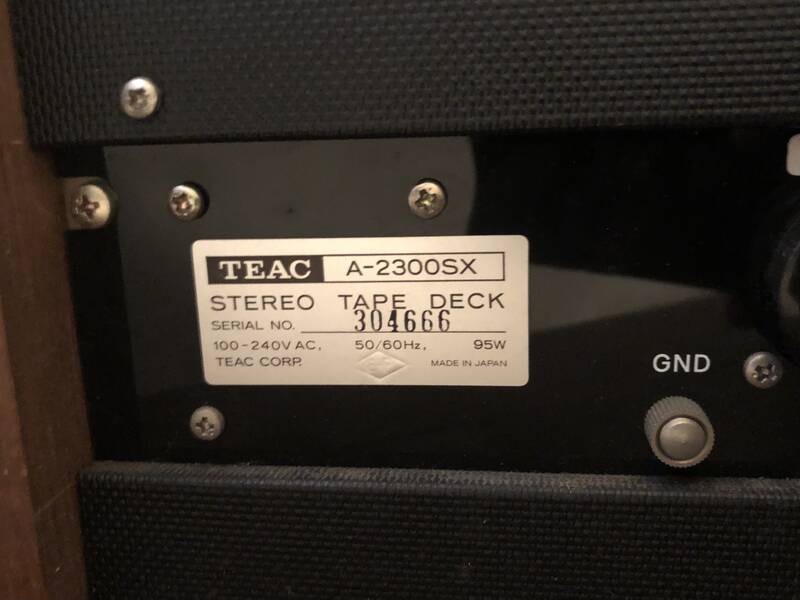 TEAC A-2300SX
STEREO TAPE DECK
SERIAL NO. 304666
100-240V AC, 50/60Hz, 95W
TEAC CORP. MADE IN JAPAN
GND